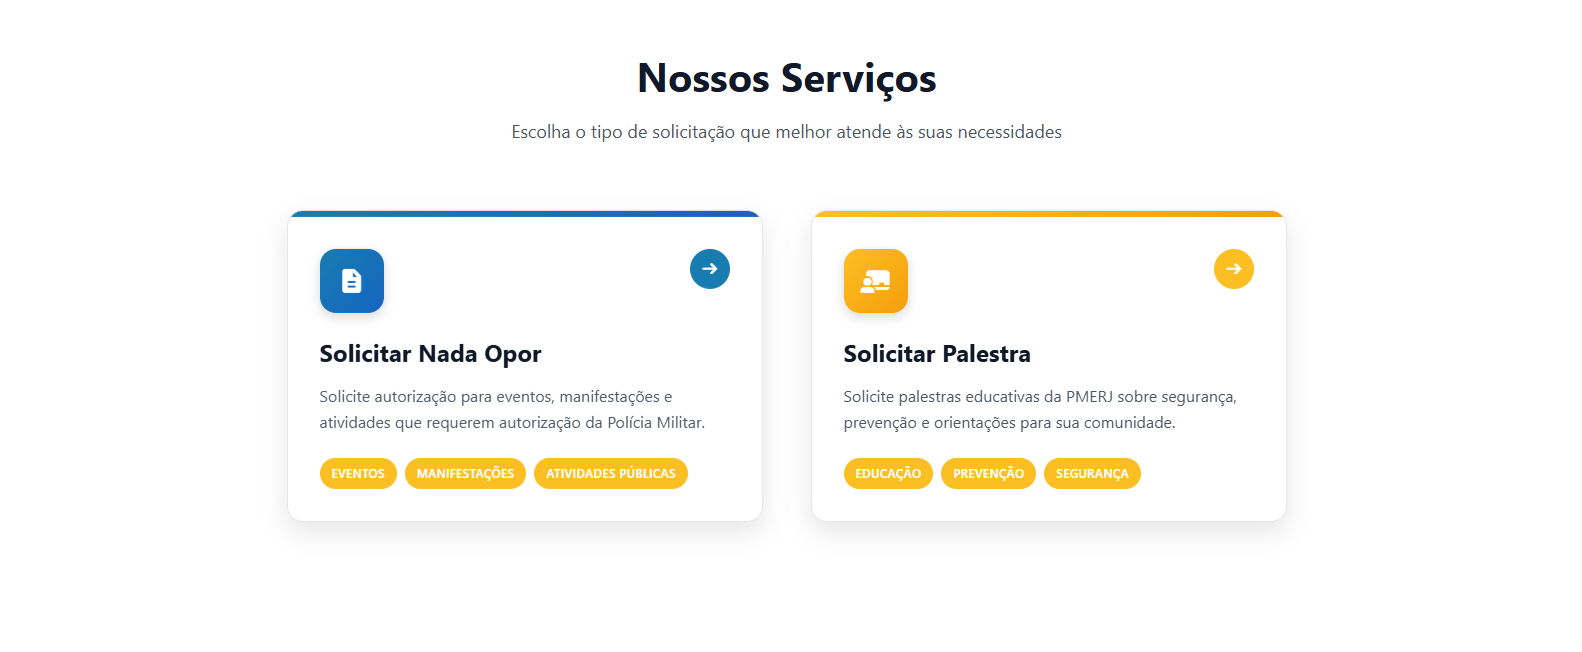 Nossos Serviços
Escolha o tipo de solicitação que melhor atende às suas necessidades
Solicitar Nada Opor
Solicite autorização para eventos, manifestações e
atividades que requerem autorização da Polícia Militar.
EVENTOS MANIFESTAÇÕES ATIVIDADES PÚBLICAS
Solicitar Palestra
Solicite palestras educativas da PMERJ sobre segurança,
prevenção e orientações para sua comunidade.
EDUCAÇÃO PREVENÇÃO SEGURANÇA